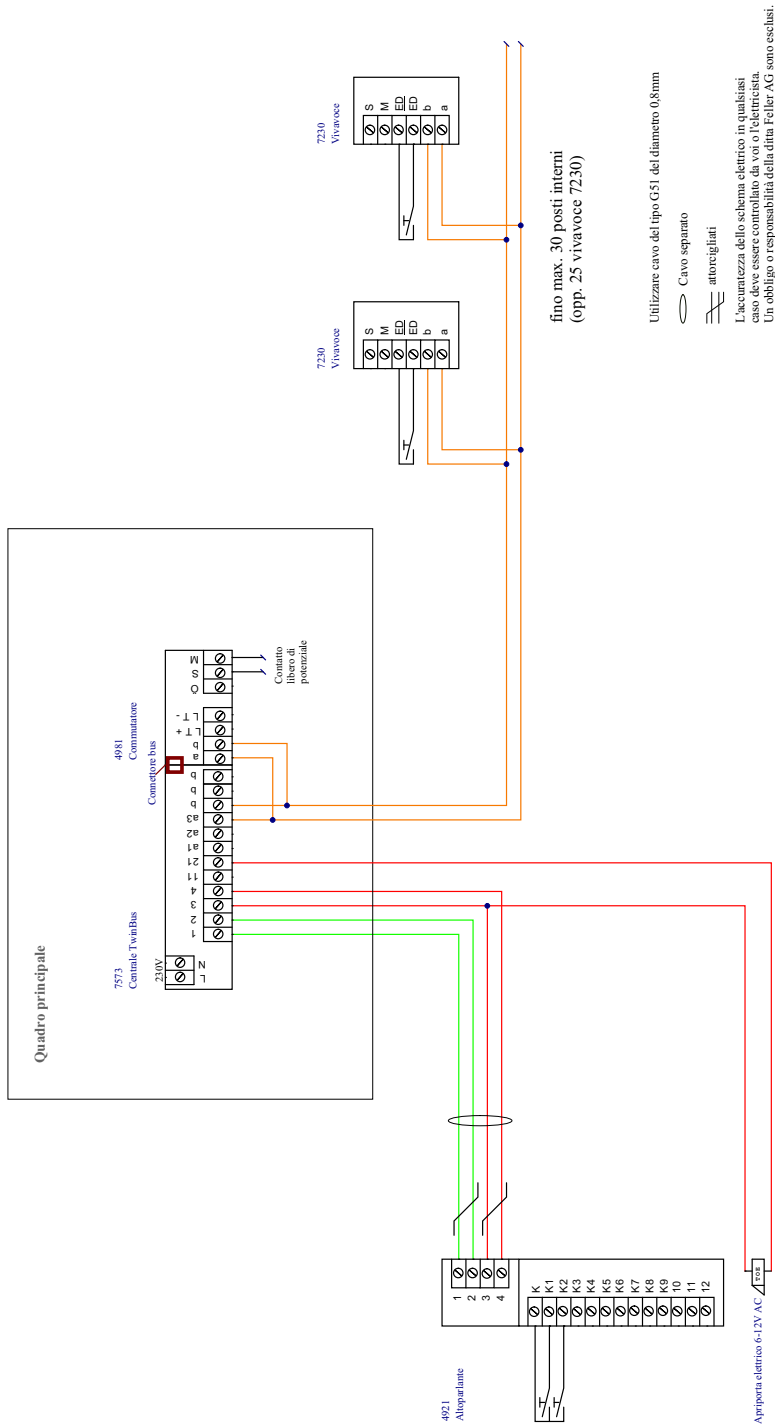 Quadro principale
7573
Centrale TwinBus
230V
L
N
1
2
3
4
11
21
a1
a2
a3
b
b
b
Connettore bus
4981
Commutatore
a
b
LT+
LT -
Ö
S
M
Contatto
libero di
potenziale
7230
Vivavoce
S
M
ED
ED
b
a
7230
Vivavoce
S
M
ED
ED
b
a
fino max. 30 posti interni
(opp. 25 vivavoce 7230)
4921
Altoparlante
1
2
3
4
K
K1
K2
K3
K4
K5
K6
K7
K8
K9
10
11
12
Apriporta elettrico 6-12V AC
TOE
Utilizzare cavo del tipo G51 del diametro 0,8mm
Cavo separato
attorcigliati
L'accuratezza dello schema elettrico in qualsiasi
caso deve essere controllato da voi o l'elettricista.
Un obbligo o responsabilità della ditta Feller AG sono esclusi.